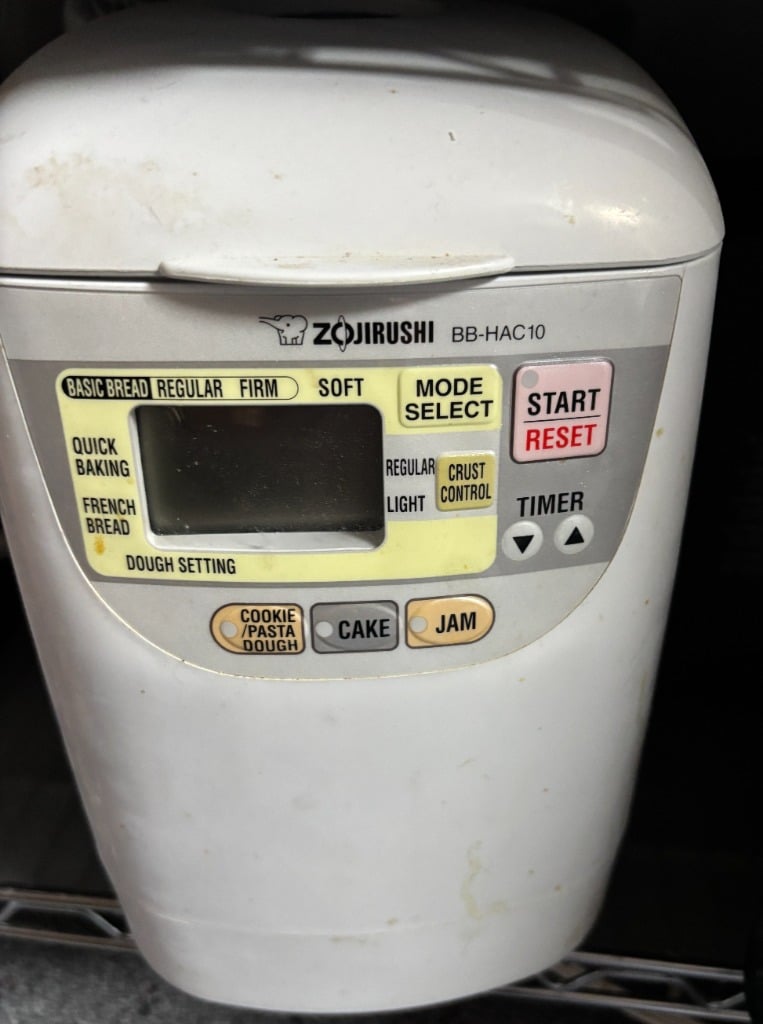 ZOJIRUSHI BB-HAC10
BASIC BREAD REGULAR FIRM SOFT
MODE
SELECT
START
RESET
QUICK
BAKING
REGULAR
CRUST
CONTROL
LIGHT
FRENCH
BREAD
TIMER
▼ ▲
DOUGH SETTING
COOKIE
/PASTA
DOUGH
CAKE
JAM